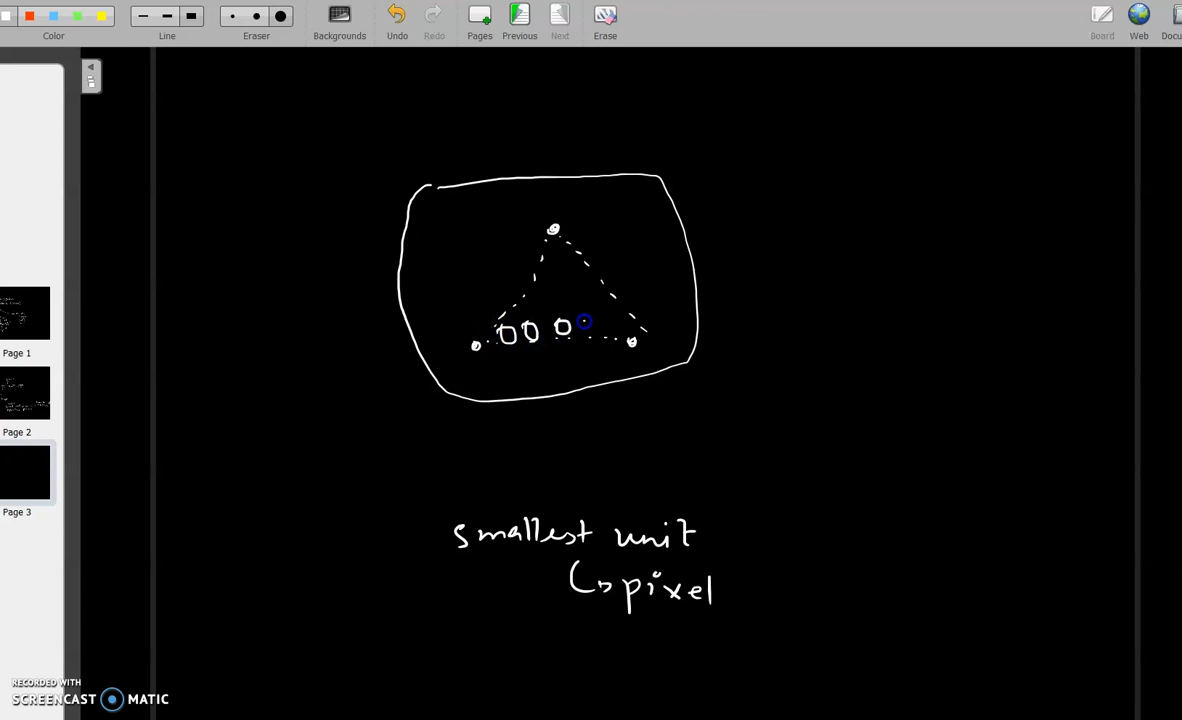 Color Line Eraser Backgrounds Undo Redo Pages Previous Next Erase Board Web Docu
Page 1
Page 2
Page 3
smallest unit
↳ pixel
RECORDED WITH
SCREENCAST MATIC